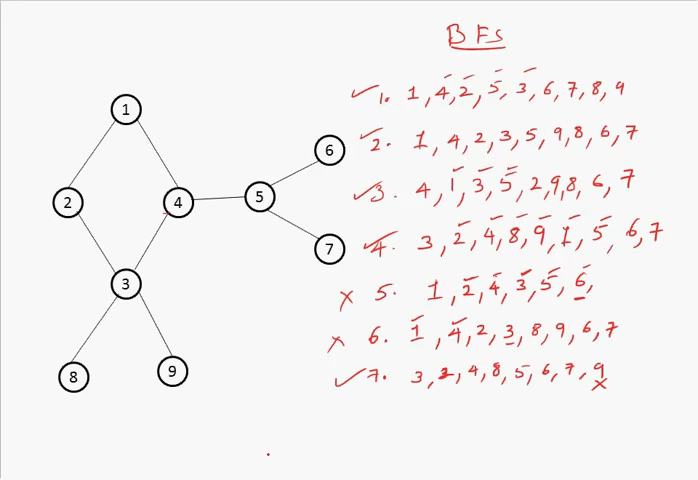 BFS
✓ 1. 1, 4, 2, 5, 3, 6, 7, 8, 9
✓ 2. 1, 4, 2, 3, 5, 9, 8, 6, 7
✓ 3. 4, 1, 3, 5, 2, 9, 8, 6, 7
✓ 4. 3, 2, 4, 8, 9, 1, 5, 6, 7
x 5. 1, 2, 4, 3, 5, 6,
x 6. 1, 4, 2, 3, 8, 9, 6, 7
✓ 7. 3, 2, 4, 8, 5, 6, 7, 9
x
1
6
2
4
5
7
3
8
9